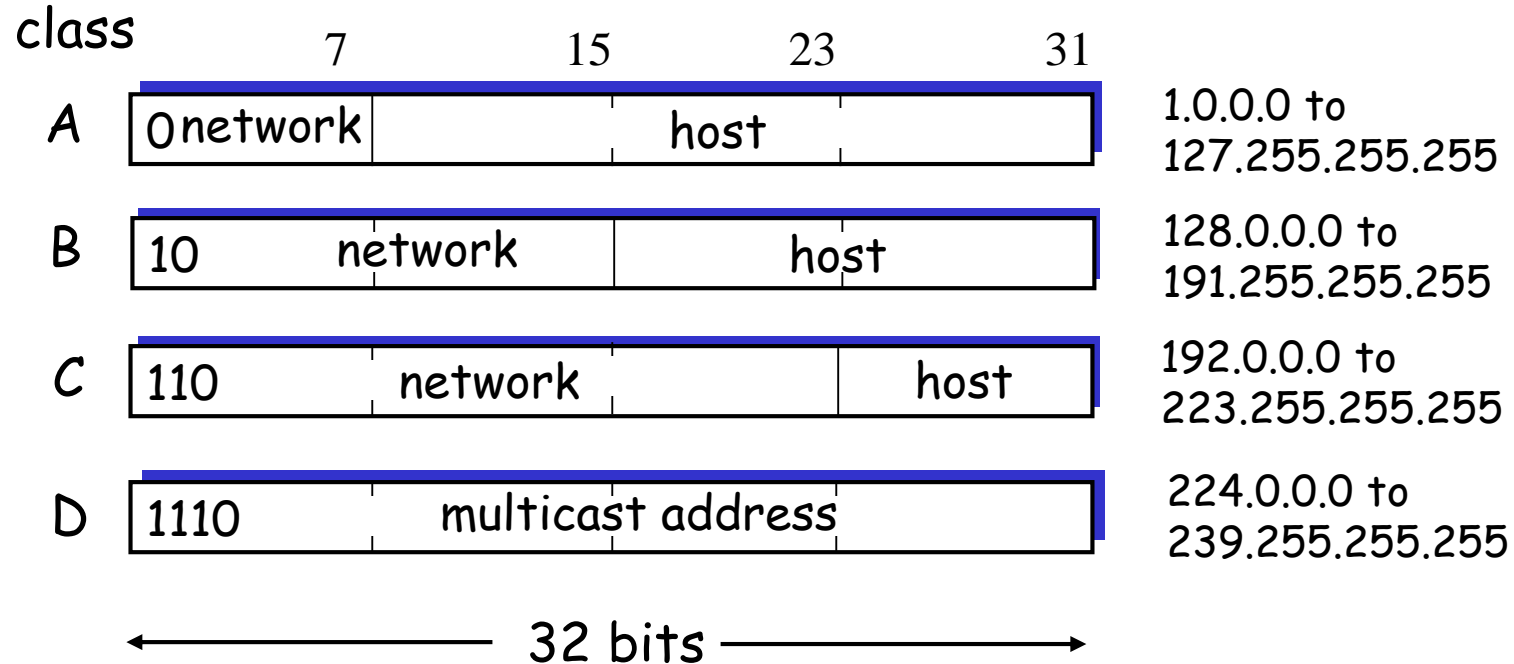 class
7 15 23 31
A 0network host 1.0.0.0 to
127.255.255.255
B 10 network host 128.0.0.0 to
191.255.255.255
C 110 network host 192.0.0.0 to
223.255.255.255
D 1110 multicast address 224.0.0.0 to
239.255.255.255
32 bits